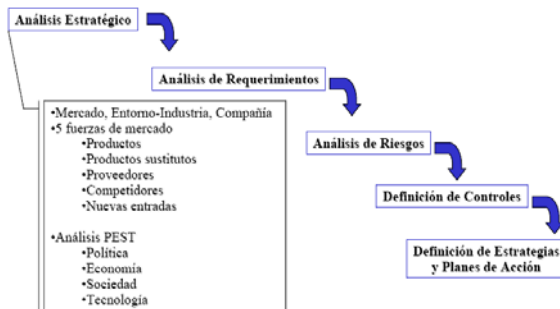 Análisis Estratégico
Análisis de Requerimientos
•Mercado, Entorno-Industria, Compañía
•5 fuerzas de mercado
•Productos
•Productos sustitutos
•Proveedores
•Competidores
•Nuevas entradas
•Análisis PEST
•Política
•Economía
•Sociedad
•Tecnología
Análisis de Riesgos
Definición de Controles
Definición de Estrategias
y Planes de Acción